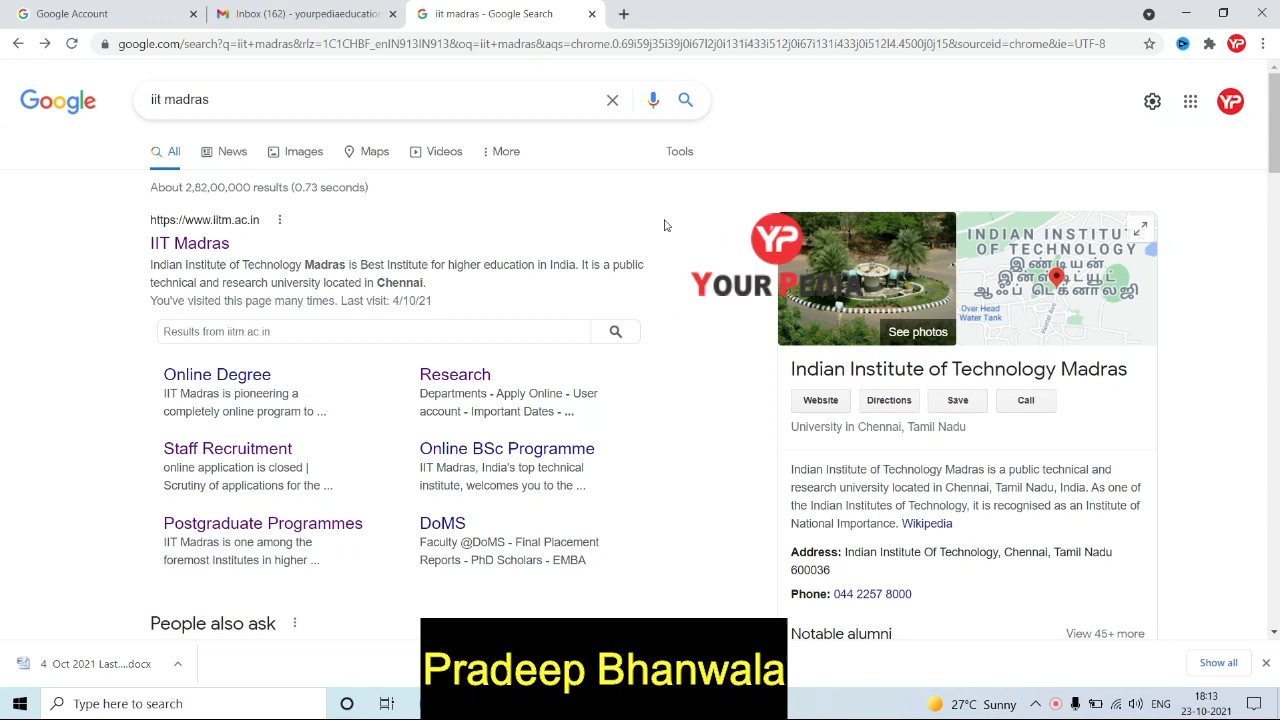 Google Account
Inbox (162) - yourpediaeducation
iit madras - Google Search
google.com/search?q=iit+madras&rlz=1C1CHBF_enIN913IN913&oq=iit+madras&aqs=chrome.0.69i59j35i39j0i67l2j0i131i433i512j0i67i131i433j0i512l4.4500j0j15&sourceid=chrome&ie=UTF-8
YP
Google
iit madras
YP
All
News
Images
Maps
Videos
More
Tools
About 2,82,00,000 results (0.73 seconds)
https://www.iitm.ac.in
IIT Madras
Indian Institute of Technology Madras is Best Institute for higher education in India. It is a public
technical and research university located in Chennai.
You've visited this page many times. Last visit: 4/10/21
Results from iitm.ac.in
Online Degree
IIT Madras is pioneering a
completely online program to ...
Research
Departments - Apply Online - User
account - Important Dates - ...
Staff Recruitment
online application is closed |
Scrutiny of applications for the ...
Online BSc Programme
IIT Madras, India's top technical
institute, welcomes you to the ...
Postgraduate Programmes
IIT Madras is one among the
foremost Institutes in higher ...
DoMS
Faculty @DoMS - Final Placement
Reports - PhD Scholars - EMBA
People also ask
YP
YOUR PEDIA
See photos
INDIAN INSTITU
OF TECHNOLOGY
இண்டியன்
இன்ஸ்டிட்யூட்
ஆஃப் டெக்னாலஜி
Over Head
Water Tank
Indian Institute of Technology Madras
Website
Directions
Save
Call
University in Chennai, Tamil Nadu
Indian Institute of Technology Madras is a public technical and
research university located in Chennai, Tamil Nadu, India. As one of
the Indian Institutes of Technology, it is recognised as an Institute of
National Importance. Wikipedia
Address: Indian Institute Of Technology, Chennai, Tamil Nadu
600036
Phone: 044 2257 8000
Notable alumni
View 45+ more
Pradeep Bhanwala
4 Oct 2021 Last....docx
Show all
Type here to search
27°C Sunny
ENG
18:13
23-10-2021